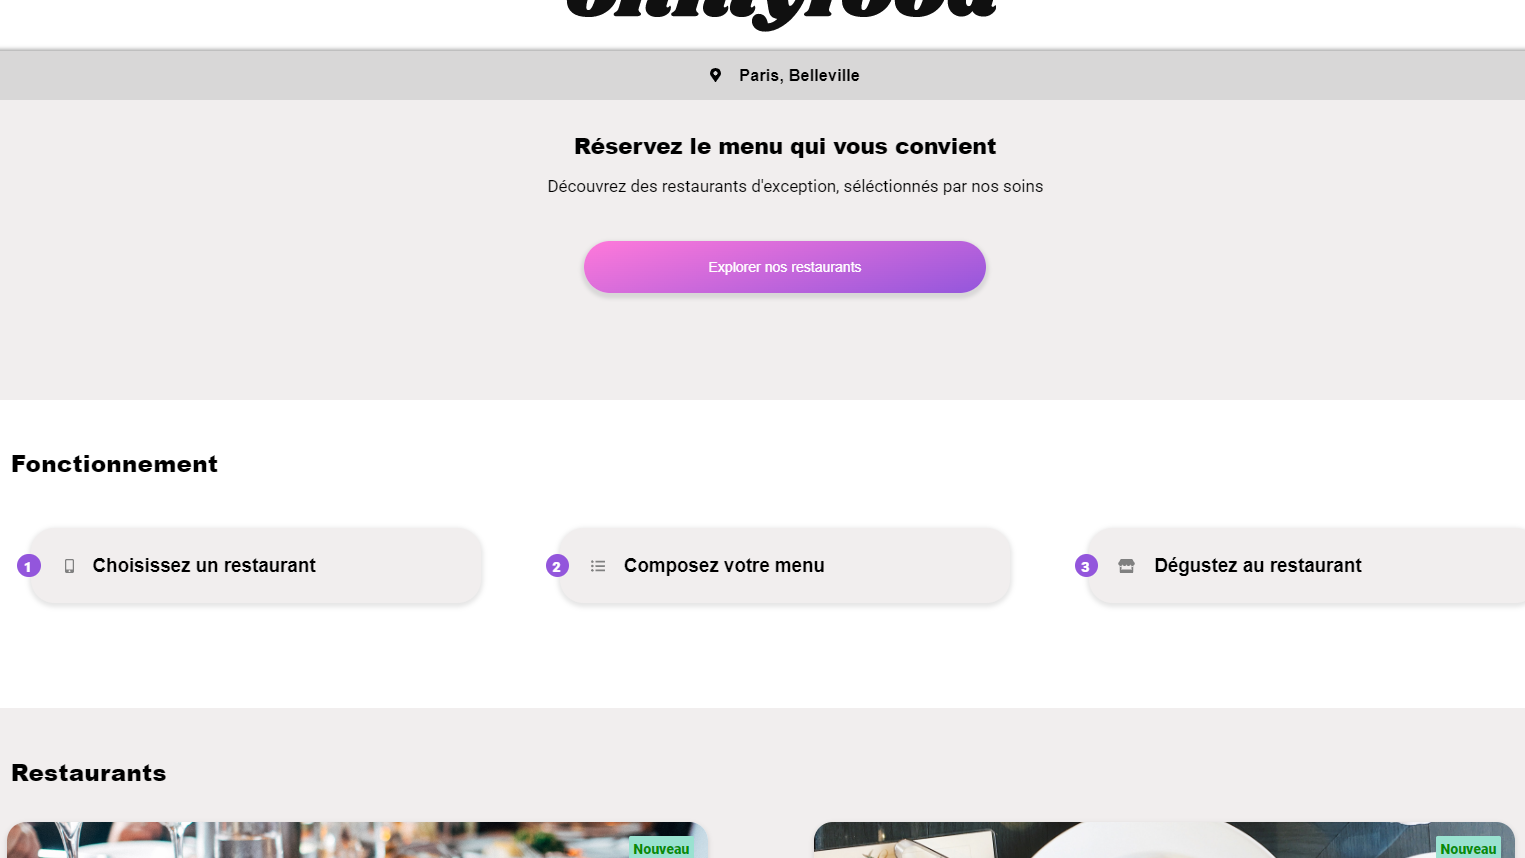 ohmyfood
Paris, Belleville
Réservez le menu qui vous convient
Découvrez des restaurants d'exception, séléctionnés par nos soins
Explorer nos restaurants
Fonctionnement
1 Choisissez un restaurant
2 Composez votre menu
3 Dégustez au restaurant
Restaurants
Nouveau
Nouveau